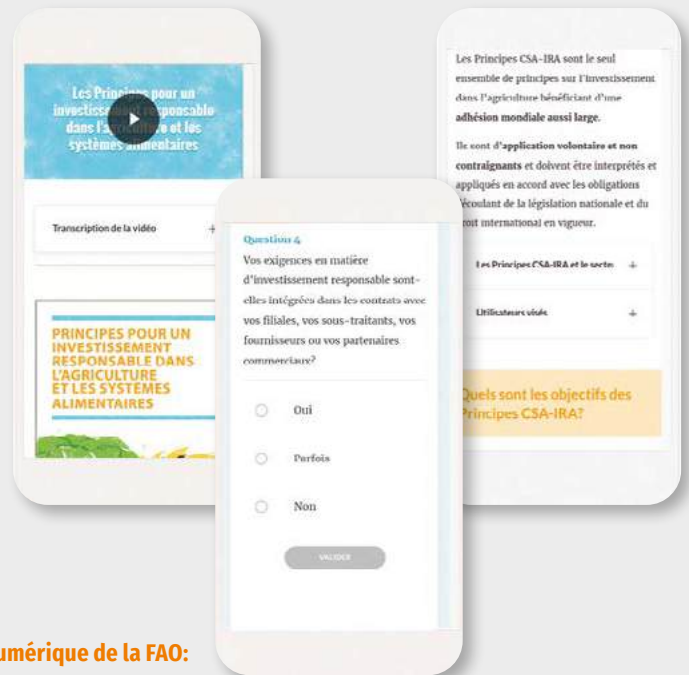 Les Principes pour un
investissement responsable
dans l'agriculture et les
systèmes alimentaires
Transcription de la vidéo +
PRINCIPES POUR UN
INVESTISSEMENT
RESPONSABLE DANS
L'AGRICULTURE
ET LES SYSTÈMES
ALIMENTAIRES
Question 4
Vos exigences en matière
d'investissement responsable sont-
elles intégrées dans les contrats avec
vos filiales, vos sous-traitants, vos
fournisseurs ou vos partenaires
commerciaux?
Oui
Parfois
Non
VALIDER
Les Principes CSA-IRA sont le seul
ensemble de principes sur l'investissement
dans l'agriculture bénéficiant d'une
adhésion mondiale aussi large.
Ils sont d'application volontaire et non
contraignants et doivent être interprétés et
appliqués en accord avec les obligations
découlant de la législation nationale et du
droit international en vigueur.
Les Principes CSA-IRA et le secte +
Utilisateurs visés +
Quels sont les objectifs des
Principes CSA-IRA?
umérique de la FAO: